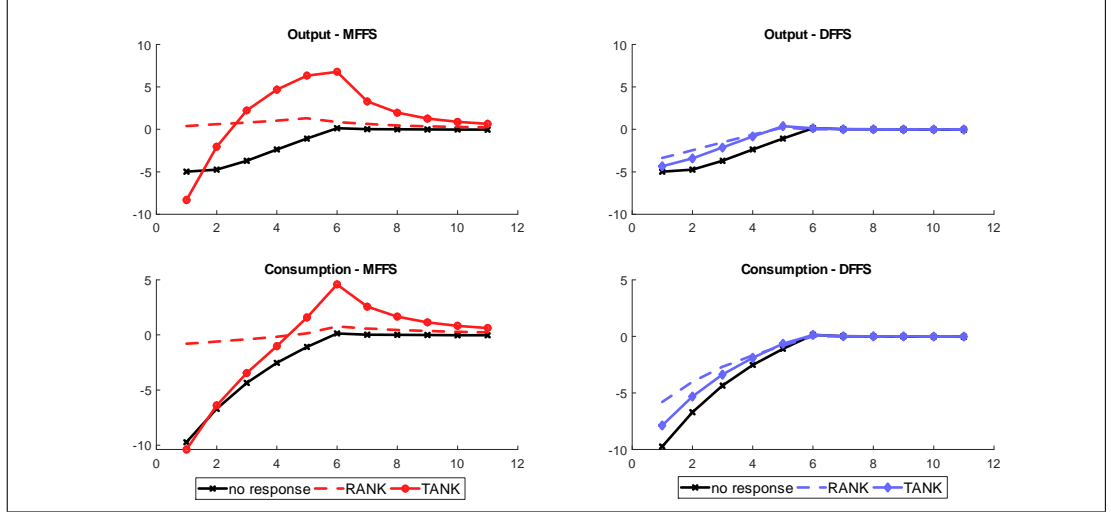 Output - MFFS
10
5
0
-5
-10
0 2 4 6 8 10 12
Output - DFFS
10
5
0
-5
-10
0 2 4 6 8 10 12
Consumption - MFFS
5
0
-5
-10
0 2 4 6 8 10 12
no response RANK TANK
Consumption - DFFS
5
0
-5
-10
0 2 4 6 8 10 12
no response RANK TANK